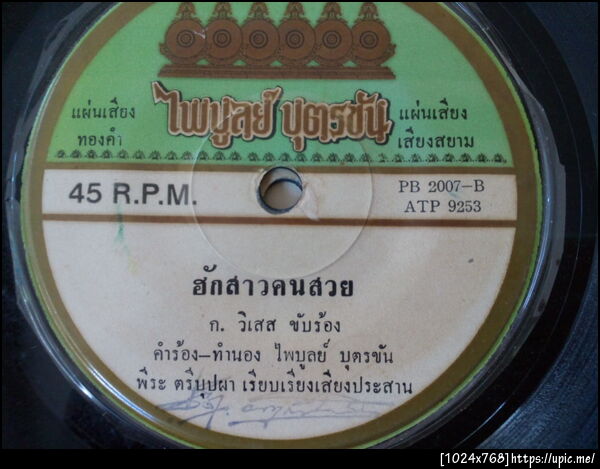 ไพบูลย์ บุตรขัน
แผ่นเสียง
ทองคำ
แผ่นเสียง
เสียงสยาม
45 R.P.M.
PB 2007-B
ATP 9253
ฮักสาวคนสวย
ก. วิเสส ขับร้อง
คำร้อง-ทำนอง ไพบูลย์ บุตรขัน
พีระ ตรีบุปผา เรียบเรียงเสียงประสาน
[1024x768]https://upic.me/